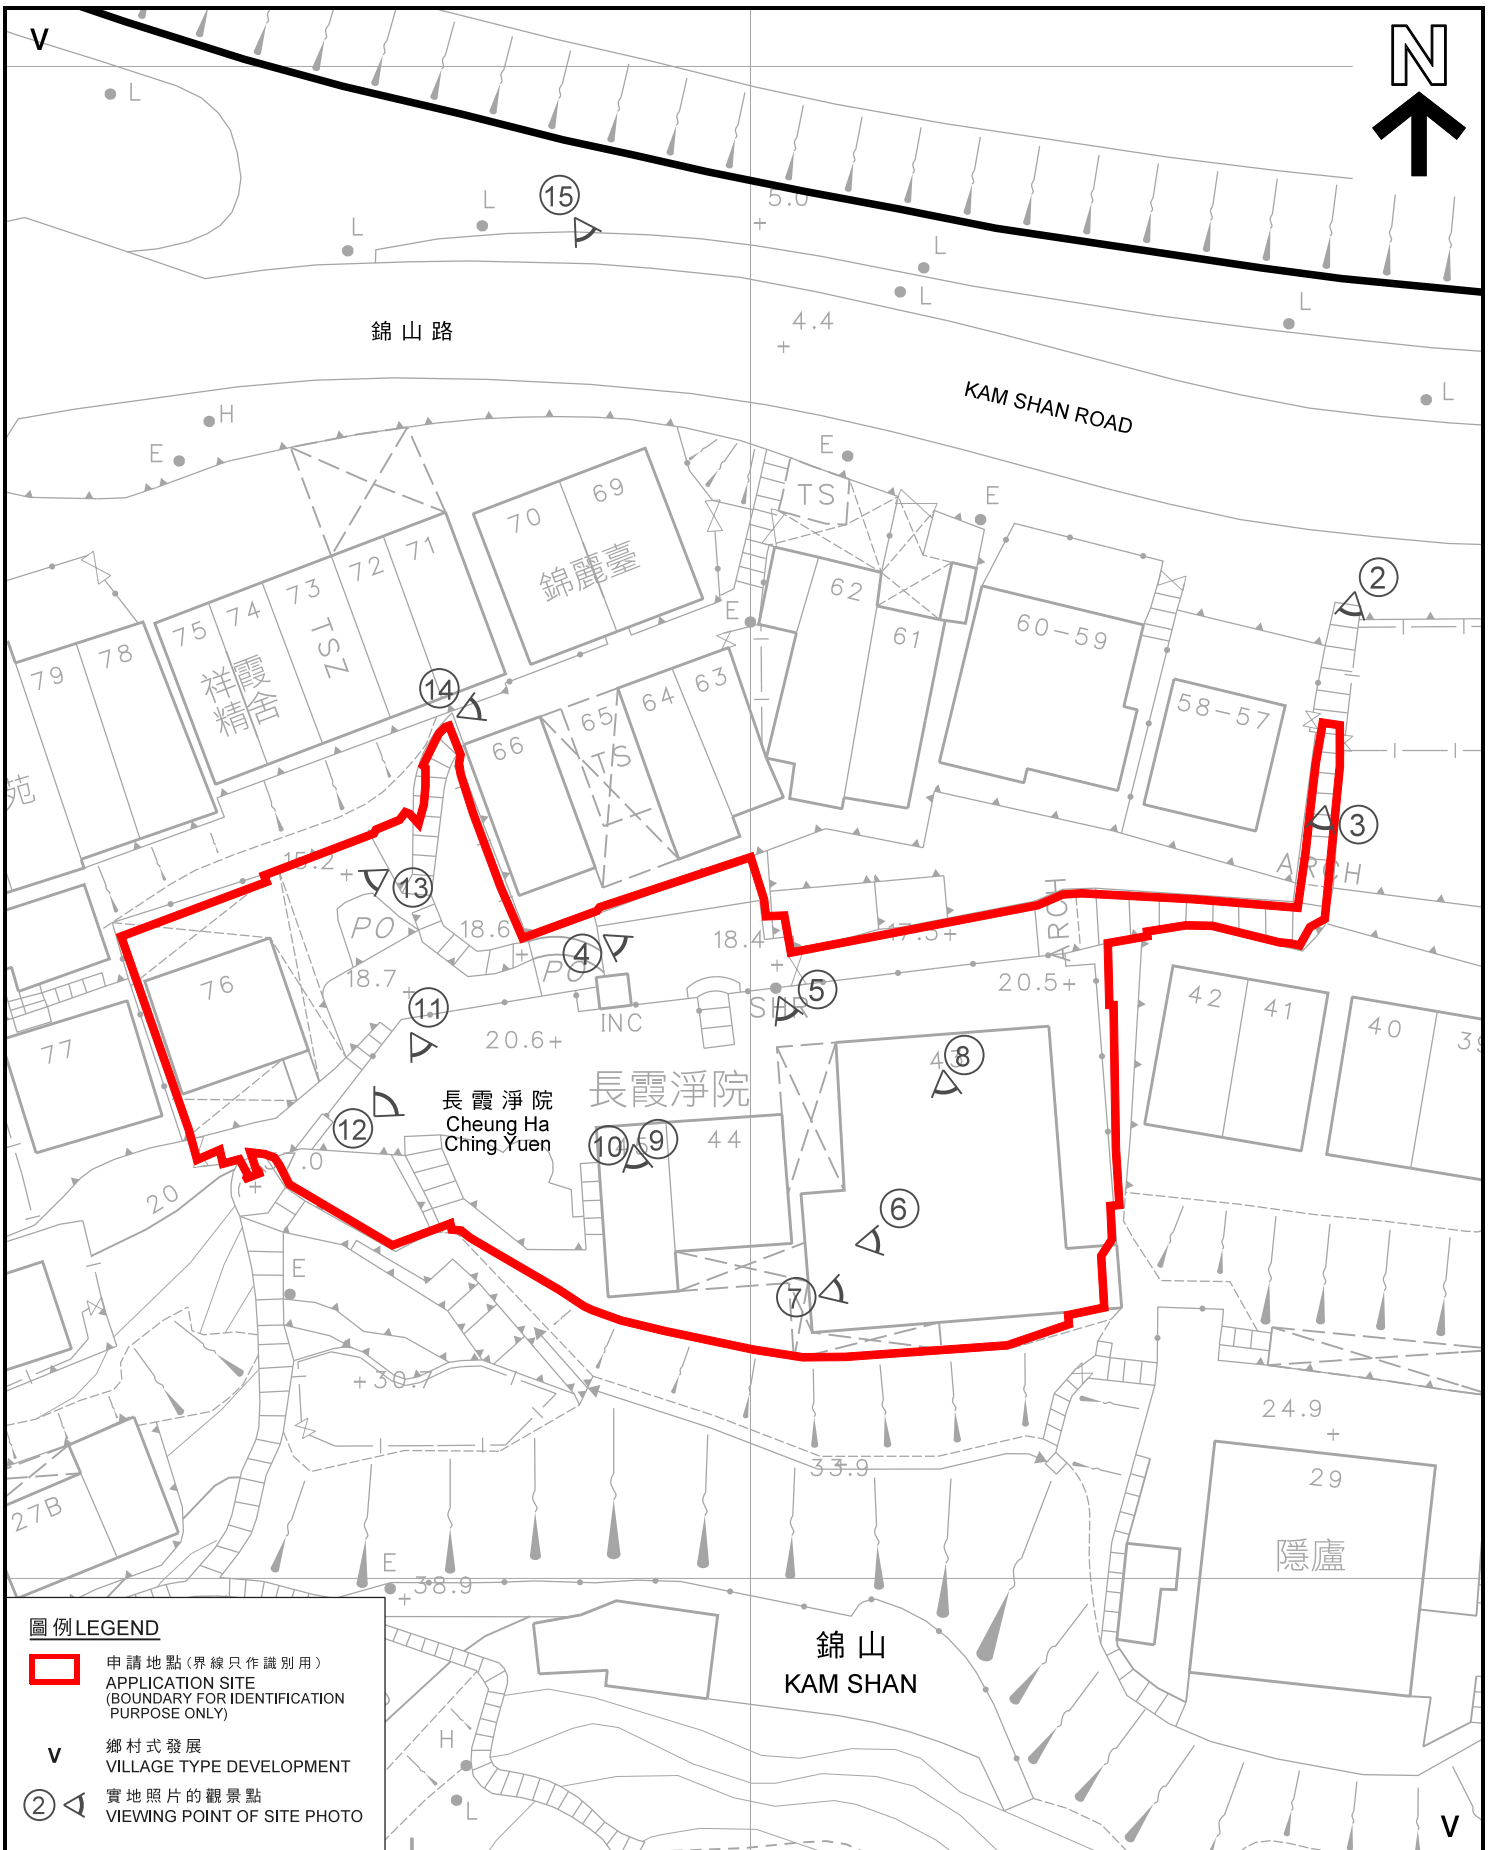 V
N
L
15
5.0
L
L
L
L
L
4.4
錦山路
KAM SHAN ROAD
L
H
E
E
TS
E
69
70
錦麗臺
71
72
73
74
75
TSZ
祥霞
精舍
78
79
苑
E
62
61
60-59
2
58-57
14
63
64
65
TS
66
3
ARCH
ARCH
15.2
13
PO
18.6
4
PO
18.4
17.5
18.7
11
5
20.5
SHR
INC
20.6
42
41
40
39
76
77
8
43
長霞淨院
長霞淨院
Cheung Ha
Ching Yuen
12
10
9
45
44
6
7
20
E
30.7
33.9
24.9
29
隱廬
27B
E
38.9
錦山
KAM SHAN
H
L
V
圖例 LEGEND
申請地點 (界線只作識別用)
APPLICATION SITE
(BOUNDARY FOR IDENTIFICATION
PURPOSE ONLY)
V
鄉村式發展
VILLAGE TYPE DEVELOPMENT
2
實地照片的觀景點
VIEWING POINT OF SITE PHOTO